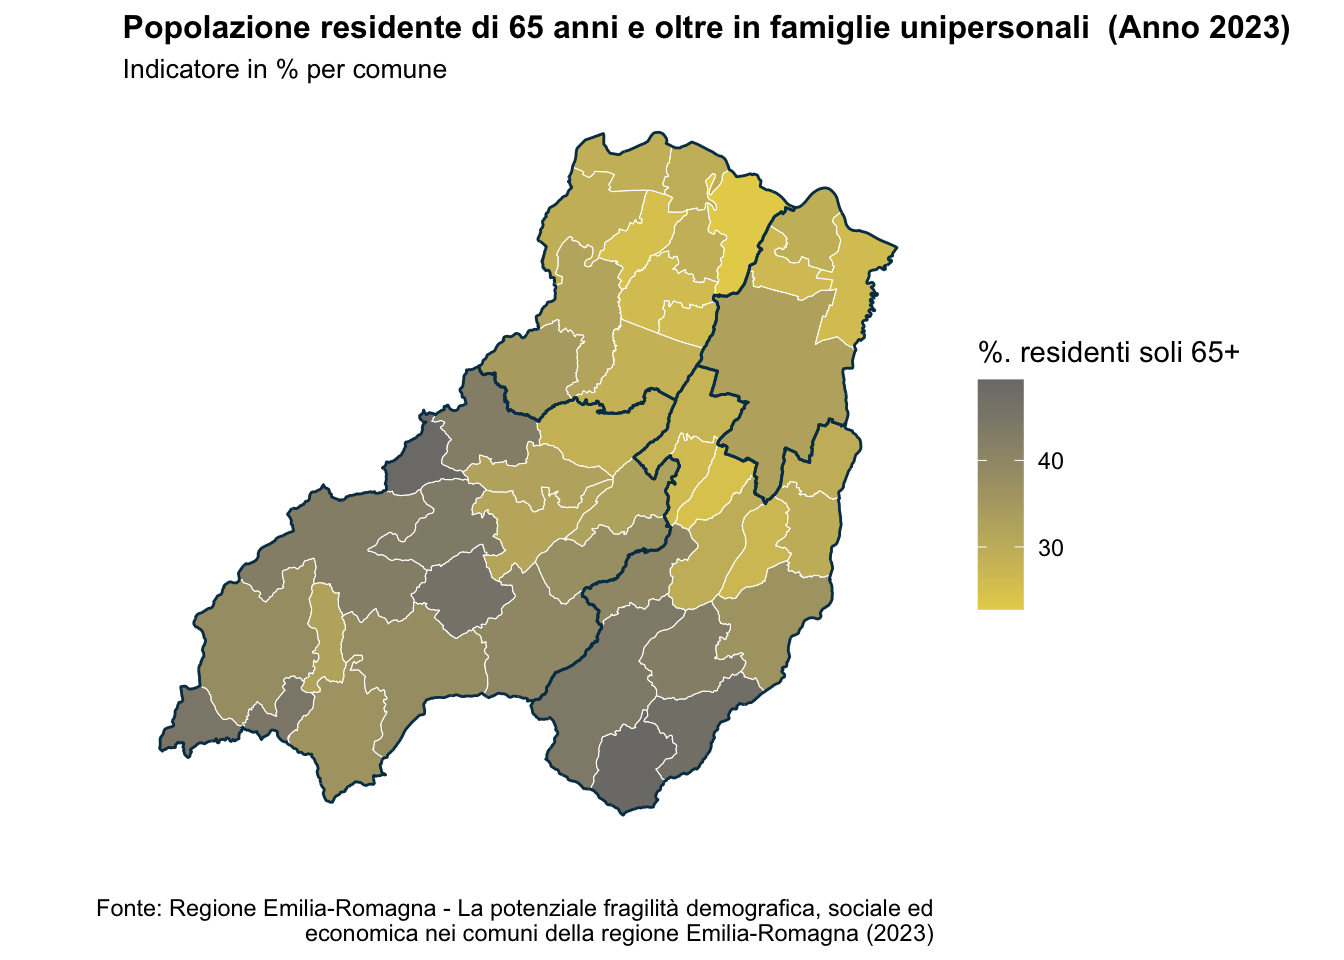 Popolazione residente di 65 anni e oltre in famiglie unipersonali  (Anno 2023)
Indicatore in % per comune
%. residenti soli 65+
40
30
Fonte: Regione Emilia-Romagna - La potenziale fragilità demografica, sociale ed
economica nei comuni della regione Emilia-Romagna (2023)